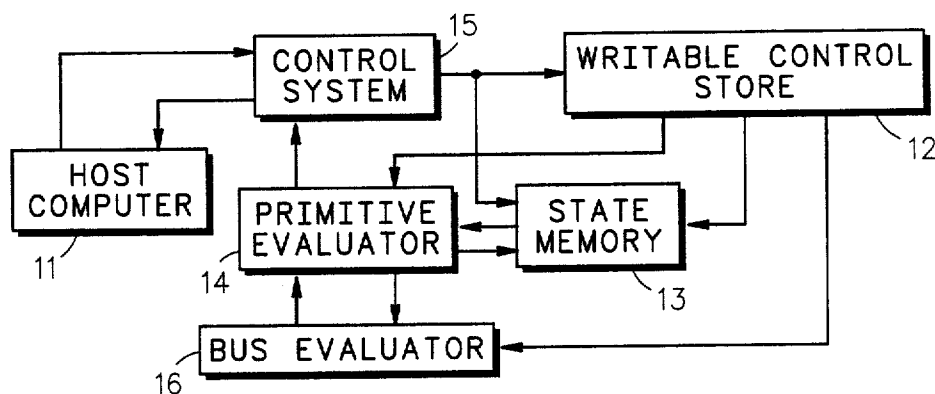 15
CONTROL
SYSTEM
WRITABLE CONTROL
STORE
12
HOST
COMPUTER
11
PRIMITIVE
EVALUATOR
14
STATE
MEMORY
13
BUS EVALUATOR
16